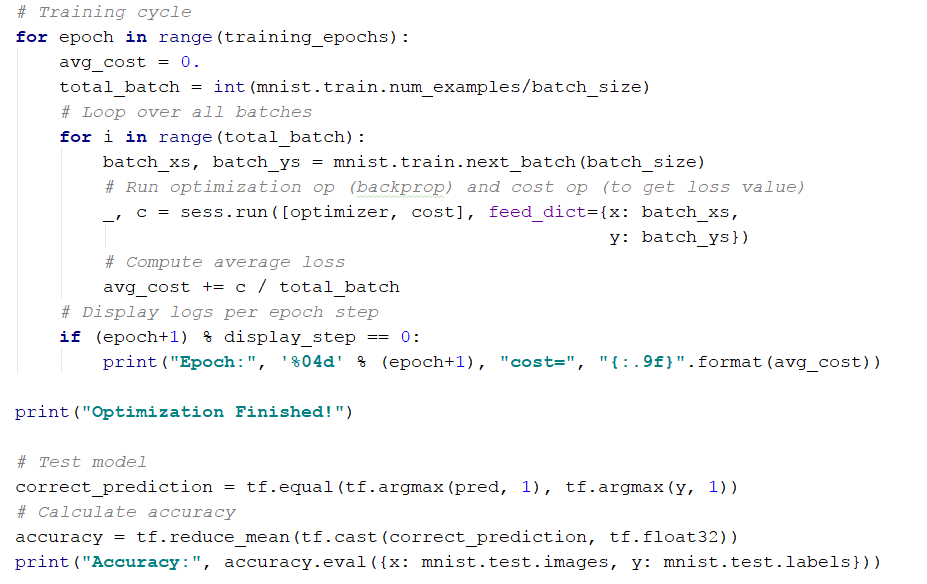 # Training cycle
for epoch in range(training_epochs):
    avg_cost = 0.
    total_batch = int(mnist.train.num_examples/batch_size)
    # Loop over all batches
    for i in range(total_batch):
        batch_xs, batch_ys = mnist.train.next_batch(batch_size)
        # Run optimization op (backprop) and cost op (to get loss value)
        _, c = sess.run([optimizer, cost], feed_dict={x: batch_xs,
                                                      y: batch_ys})
        # Compute average loss
        avg_cost += c / total_batch
    # Display logs per epoch step
    if (epoch+1) % display_step == 0:
        print("Epoch:", '%04d' % (epoch+1), "cost=", "{:.9f}".format(avg_cost))

print("Optimization Finished!")

# Test model
correct_prediction = tf.equal(tf.argmax(pred, 1), tf.argmax(y, 1))
# Calculate accuracy
accuracy = tf.reduce_mean(tf.cast(correct_prediction, tf.float32))
print("Accuracy:", accuracy.eval({x: mnist.test.images, y: mnist.test.labels}))